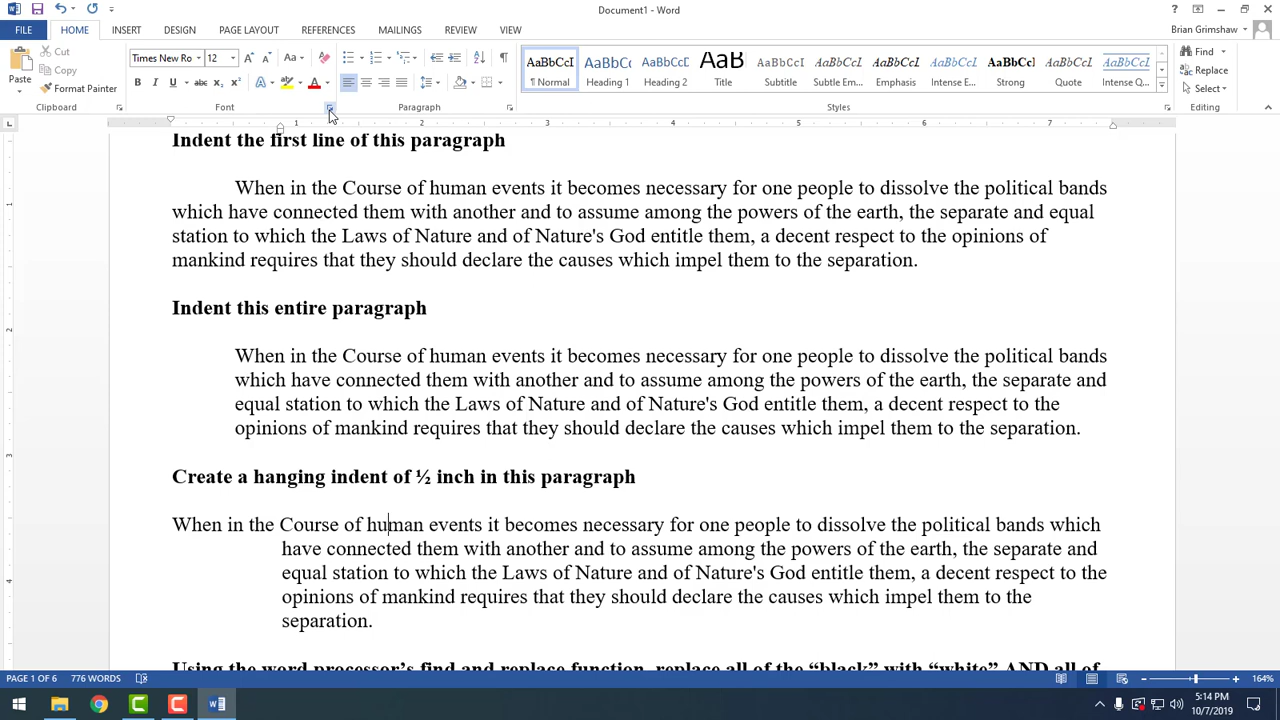 Document1 - Word
FILE HOME INSERT DESIGN PAGE LAYOUT REFERENCES MAILINGS REVIEW VIEW
Brian Grimshaw
Paste
Cut
Copy
Format Painter
Times New Ro 12
Aa
B I U abc x₂ x² A A
AaBbCcI AaBbC AaBbCcI AaB AaBbCcI AaBbCcI AaBbCcI AaBbCcI AaBbCcI AaBbCcI AaBbCcI
¶ Normal Heading 1 Heading 2 Title Subtitle Subtle Em... Emphasis Intense E... Strong Quote Intense Q...
Find
Replace
Select
Clipboard Font Paragraph Styles Editing
1 2 3 4 5 6 7
Indent the first line of this paragraph
When in the Course of human events it becomes necessary for one people to dissolve the political bands
which have connected them with another and to assume among the powers of the earth, the separate and equal
station to which the Laws of Nature and of Nature's God entitle them, a decent respect to the opinions of
mankind requires that they should declare the causes which impel them to the separation.
Indent this entire paragraph
When in the Course of human events it becomes necessary for one people to dissolve the political bands
which have connected them with another and to assume among the powers of the earth, the separate and
equal station to which the Laws of Nature and of Nature's God entitle them, a decent respect to the
opinions of mankind requires that they should declare the causes which impel them to the separation.
Create a hanging indent of ½ inch in this paragraph
When in the Course of human events it becomes necessary for one people to dissolve the political bands which
have connected them with another and to assume among the powers of the earth, the separate and
equal station to which the Laws of Nature and of Nature's God entitle them, a decent respect to the
opinions of mankind requires that they should declare the causes which impel them to the
separation.
Using the word processor's find and replace function, replace all of the “black” with “white” AND all of
PAGE 1 OF 6 776 WORDS
164%
5:14 PM
10/7/2019